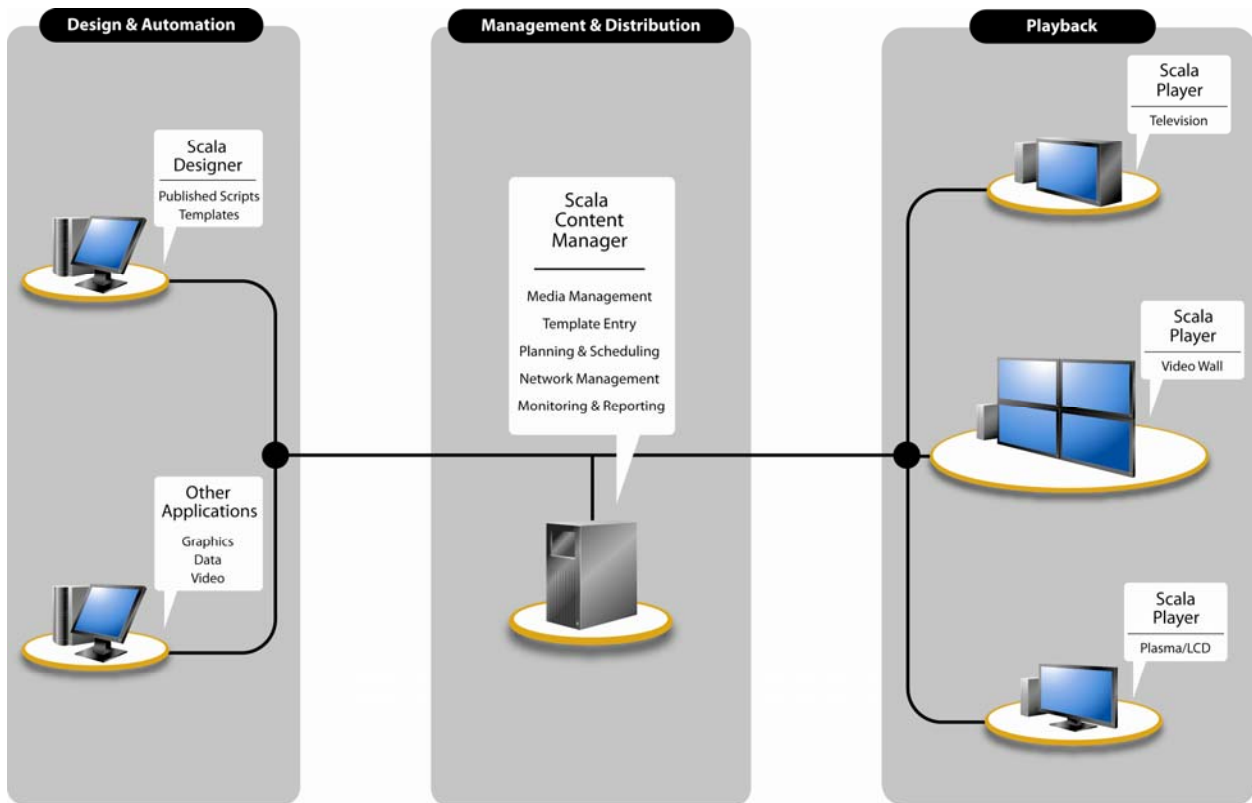 Design & Automation
Scala
Designer
Published Scripts
Templates
Other
Applications
Graphics
Data
Video
Management & Distribution
Scala
Content
Manager
Media Management
Template Entry
Planning & Scheduling
Network Management
Monitoring & Reporting
Playback
Scala
Player
Television
Scala
Player
Video Wall
Scala
Player
Plasma/LCD